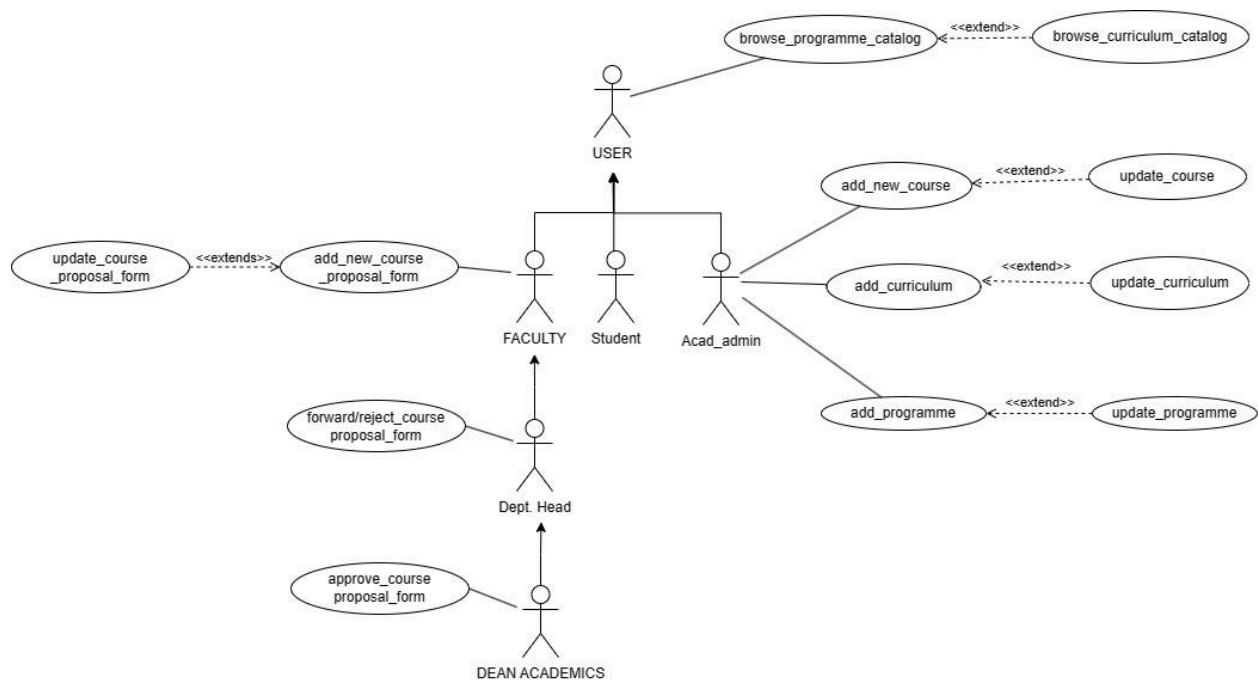 browse_programme_catalog
<<extend>>
browse_curriculum_catalog
USER
add_new_course
<<extend>>
update_course
update_course
_proposal_form
<<extends>>
add_new_course
_proposal_form
FACULTY
Student
Acad_admin
add_curriculum
<<extend>>
update_curriculum
forward/reject_course
proposal_form
Dept. Head
add_programme
<<extend>>
update_programme
approve_course
proposal_form
DEAN ACADEMICS